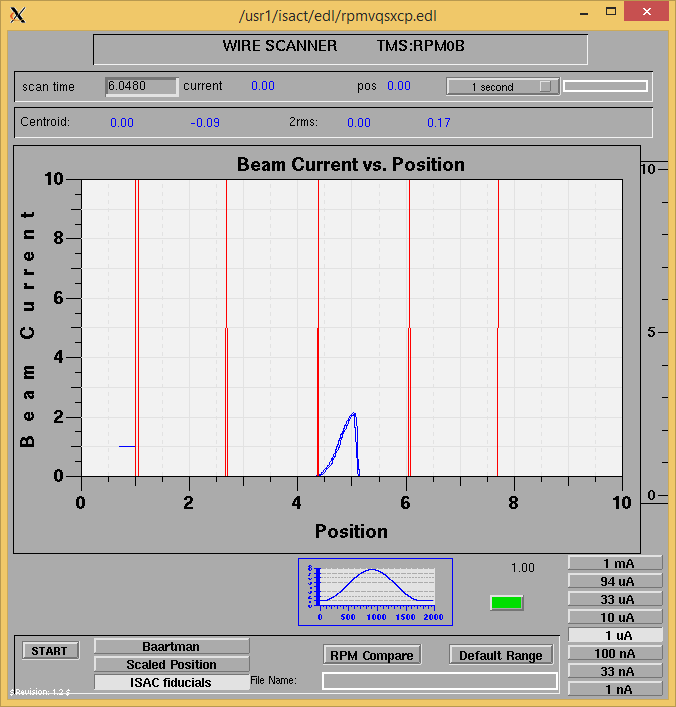 /usr1/isact/edl/rpmvqsxcp.edl
WIRE SCANNER TMS:RPM0B
scan time 6.0480 current 0.00 pos 0.00 1 second
Centroid: 0.00 -0.09 2rms: 0.00 0.17
Beam Current vs. Position
10
8
6
4
2
0
Beam Current
0 2 4 6 8 10
Position
10
5
0
8
0 500 1000 1500 2000
1.00
1 mA
94 uA
33 uA
10 uA
1 uA
100 nA
33 nA
1 nA
START
Baartman
Scaled Position
ISAC fiducials
RPM Compare
Default Range
File Name:
$Revision: 1.2 $